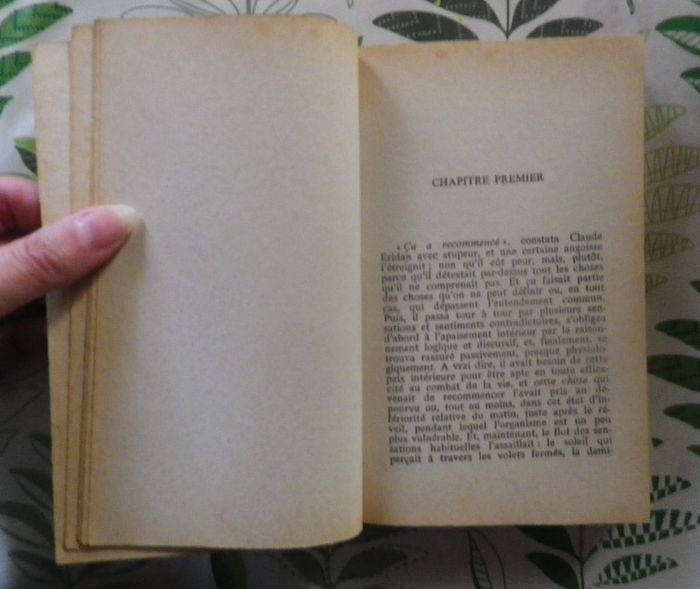 CHAPITRE PREMIER
« Ça a recommencé », constata Claude
Eridan avec stupeur, et une certaine angoisse
l'étreignit ; non qu'il eût peur, mais, plutôt,
parce qu'il détestait par-dessus tout les choses
qu'il ne comprenait pas. Et ça faisait partie
des choses qu'on ne peut définir ou, en tout
cas, qui dépassent l'entendement commun.
Puis, il passa tour à tour par plusieurs sen-
sations et sentiments contradictoires, s'obligea
d'abord à l'apaisement intérieur par le raison-
nement logique et discursif, et, finalement, se
trouva rassuré passivement, presque physiolo-
giquement. A vrai dire, il avait besoin de cette
paix intérieure pour être apte en toute effica-
cité au combat de la vie, et cette chose qui
venait de recommencer l'avait pris au dé-
pourvu ou, tout au moins, dans cet état d'in-
fériorité relative du matin, juste après le ré-
veil, pendant lequel l'organisme est un peu
plus vulnérable. Et, maintenant, le flot des sen-
sations habituelles l'assaillait : le soleil qui
perçait à travers les volets fermés, la demi-